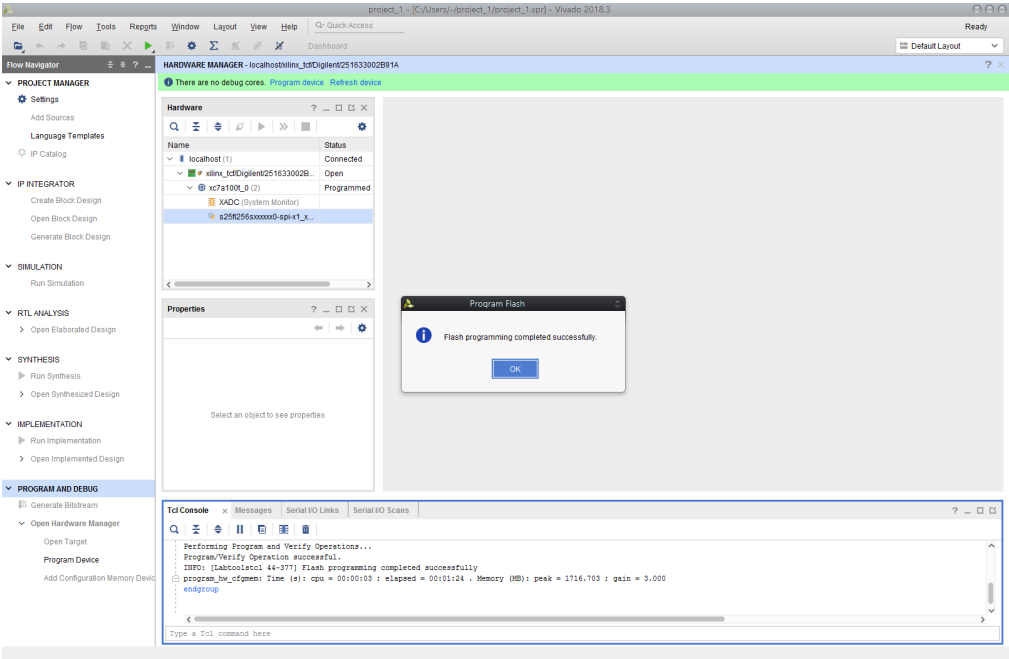 project_1 - [C:/Users/-/project_1/project_1.xpr] - Vivado 2018.3
File Edit Flow Tools Reports Window Layout View Help Quick Access Ready
Dashboard Default Layout
Flow Navigator
HARDWARE MANAGER - localhost/xilinx_tcf/Digilent/251633002B91A
There are no debug cores. Program device Refresh device
PROJECT MANAGER
Settings
Add Sources
Language Templates
IP Catalog
IP INTEGRATOR
Create Block Design
Open Block Design
Generate Block Design
SIMULATION
Run Simulation
RTL ANALYSIS
Open Elaborated Design
SYNTHESIS
Run Synthesis
Open Synthesized Design
IMPLEMENTATION
Run Implementation
Open Implemented Design
PROGRAM AND DEBUG
Generate Bitstream
Open Hardware Manager
Open Target
Program Device
Add Configuration Memory Devic
Hardware
Name Status
localhost (1) Connected
xilinx_tcf/Digilent/251633002B... Open
xc7a100t_0 (2) Programmed
XADC (System Monitor)
s25fl256sxxxxxx0-spi-x1_x...
Properties
Select an object to see properties
Program Flash
Flash programming completed successfully.
OK
Tcl Console Messages Serial I/O Links Serial I/O Scans
Performing Program and Verify Operations...
Program/Verify Operation successful.
INFO: [Labtoolstcl 44-377] Flash programming completed successfully
program_hw_cfgmem: Time (s): cpu = 00:00:03 ; elapsed = 00:01:24 . Memory (MB): peak = 1716.703 ; gain = 3.000
endgroup
Type a Tcl command here